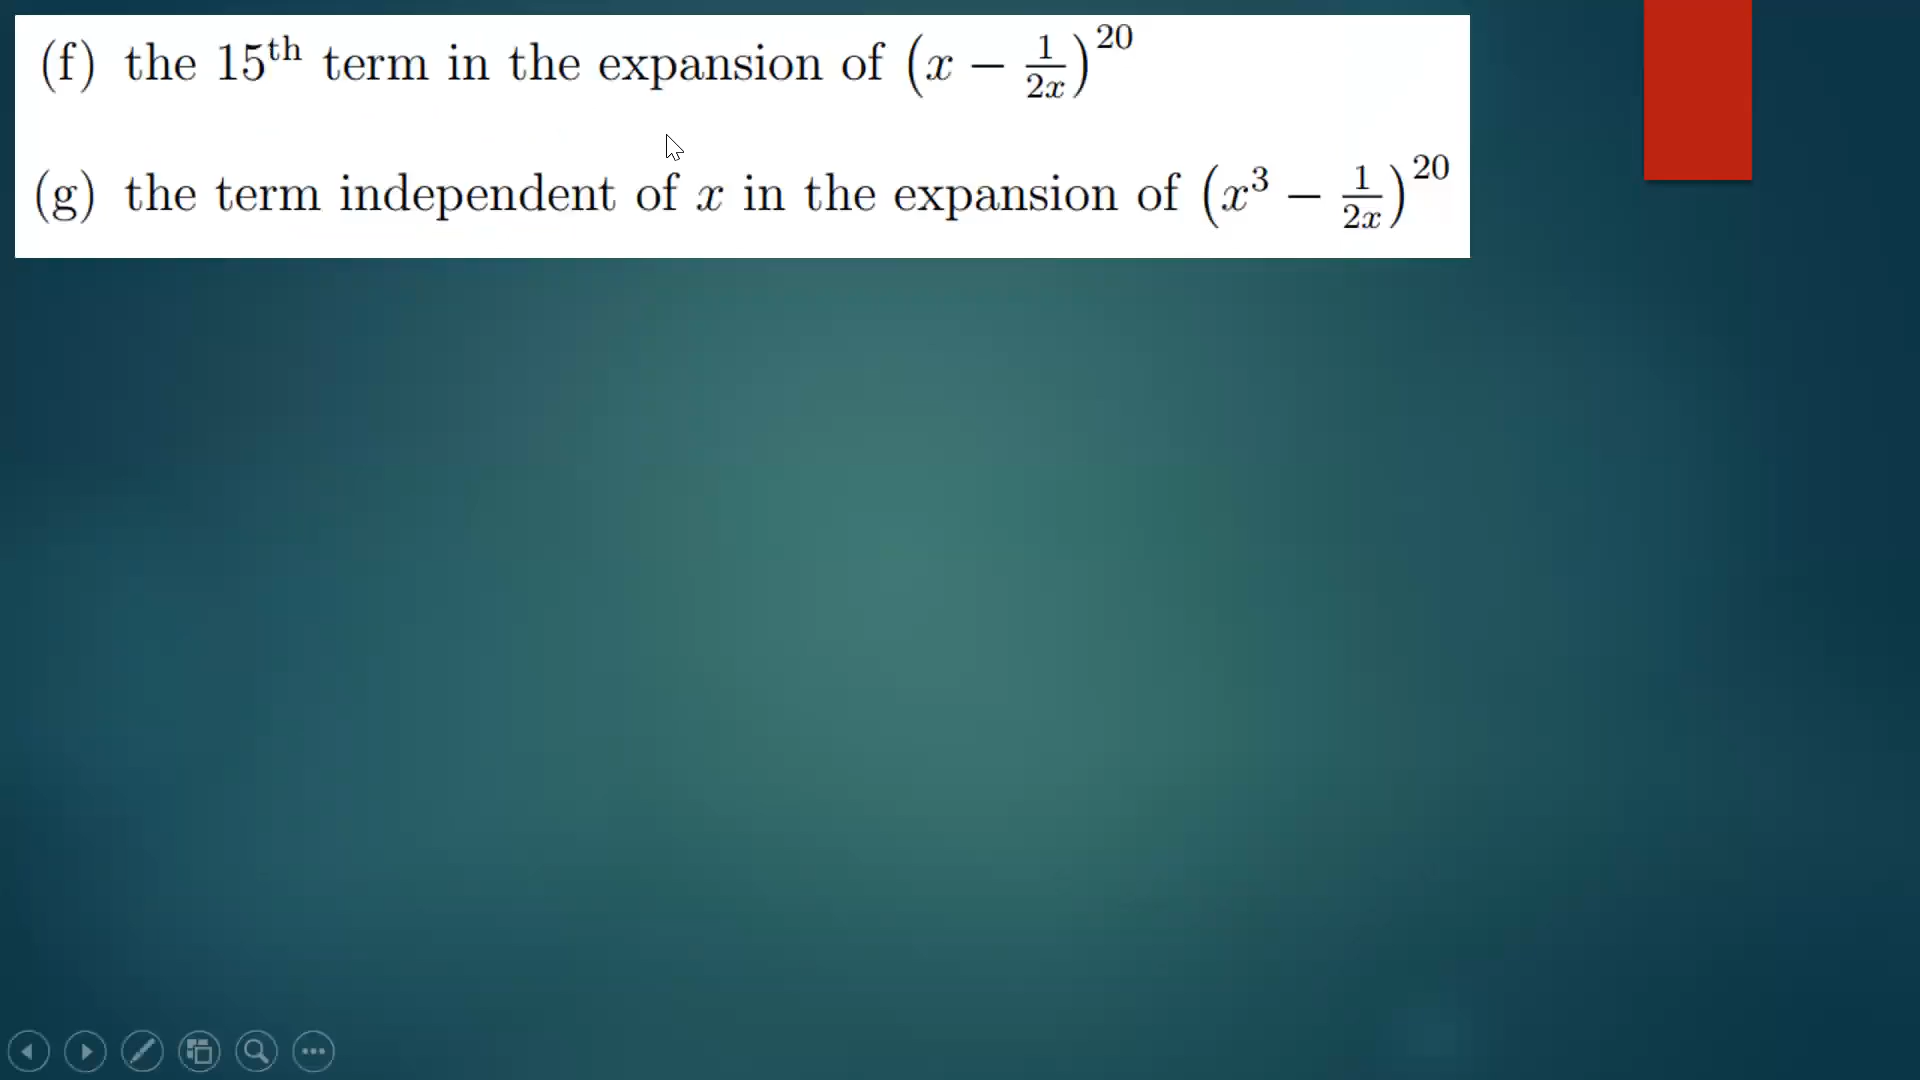 (f) the 15th term in the expansion of (x − 1/2x)^20
(g) the term independent of x in the expansion of (x^3 − 1/2x)^20